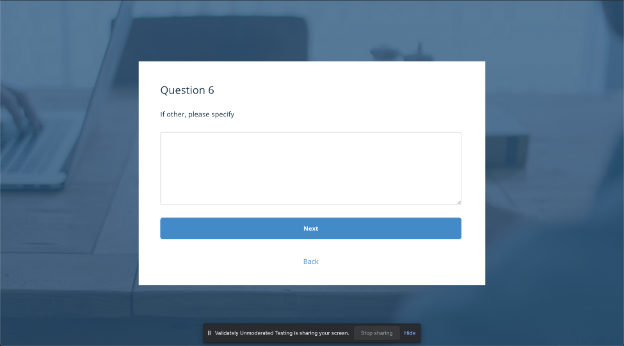 Question 6
If other, please specify
Next
Back
Validately Unmoderated Testing is sharing your screen. Stop sharing Hide